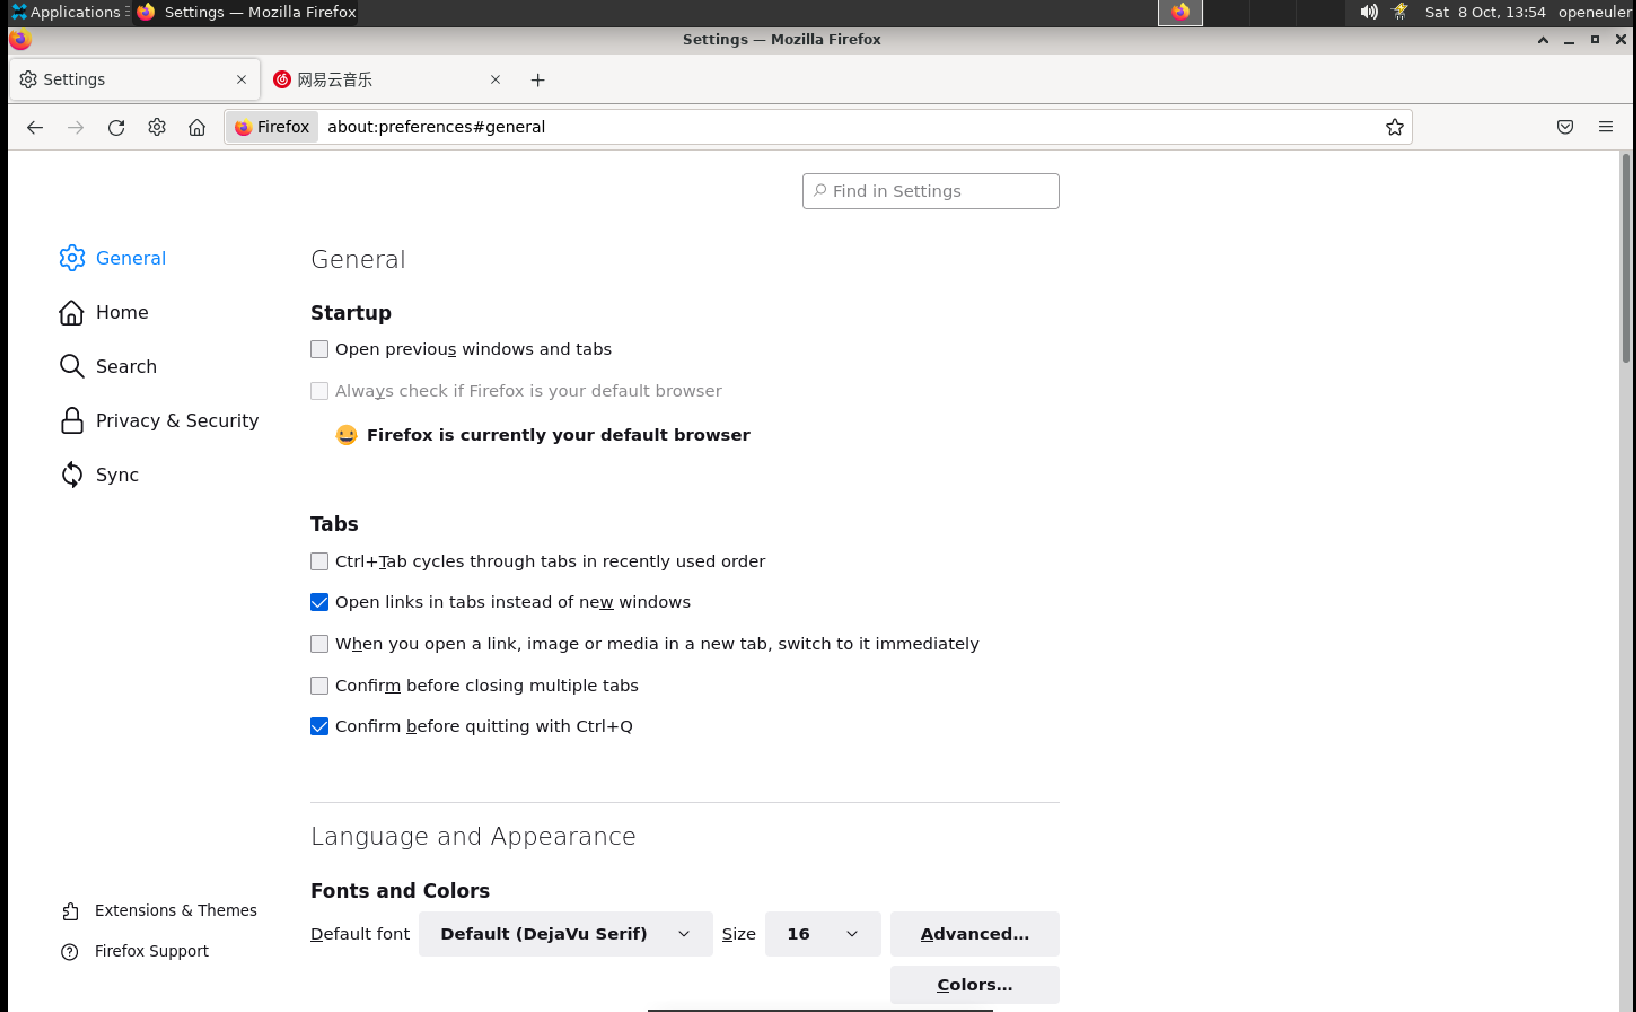 Applications Settings — Mozilla Firefox Sat 8 Oct, 13:54 openeuler
Settings — Mozilla Firefox
Settings 网易云音乐
Firefox about:preferences#general
Find in Settings
General
Home
Search
Privacy & Security
Sync
Extensions & Themes
Firefox Support
General
Startup
Open previous windows and tabs
Always check if Firefox is your default browser
Firefox is currently your default browser
Tabs
Ctrl+Tab cycles through tabs in recently used order
Open links in tabs instead of new windows
When you open a link, image or media in a new tab, switch to it immediately
Confirm before closing multiple tabs
Confirm before quitting with Ctrl+Q
Language and Appearance
Fonts and Colors
Default font Default (DejaVu Serif) Size 16 Advanced...
Colors...